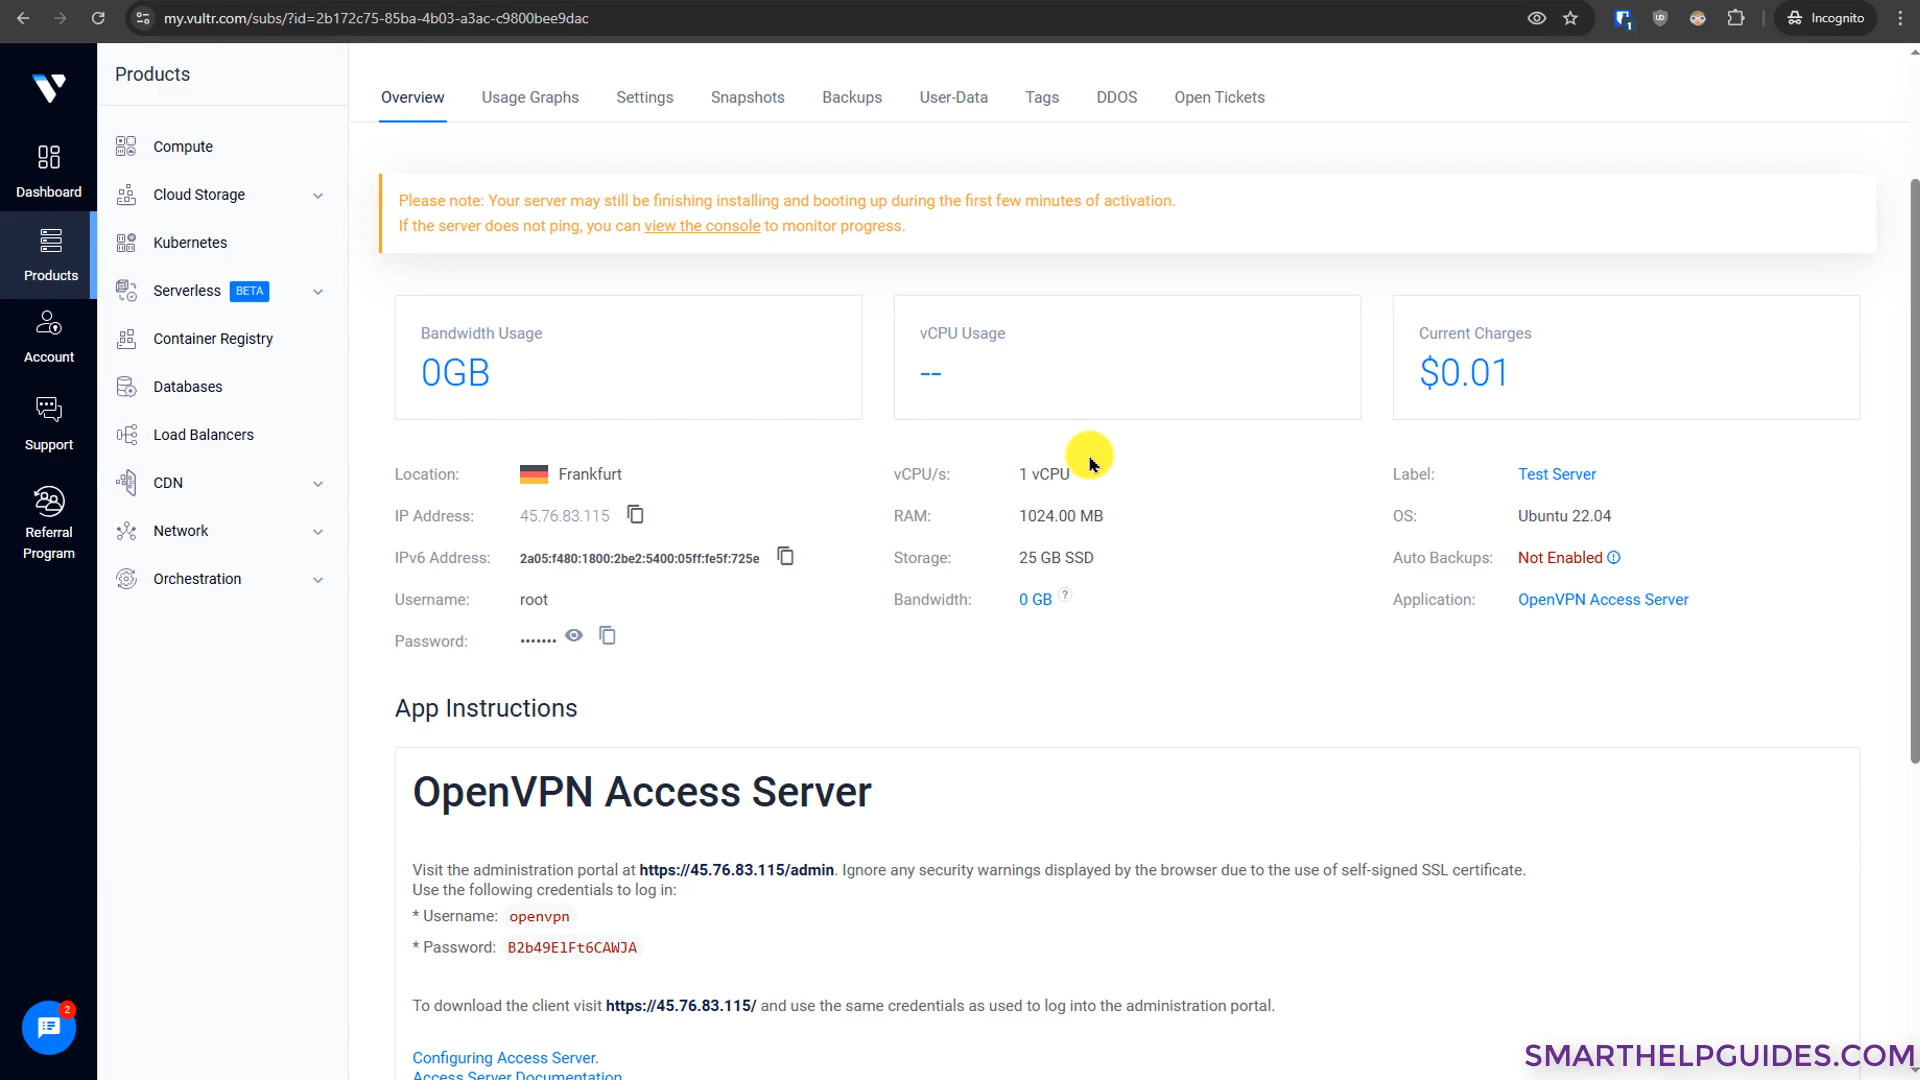 my.vultr.com/subs/?id=2b172c75-85ba-4b03-a3ac-c9800bee9dac
1
Incognito
Dashboard
Products
Account
Support
Referral
Program
2
Products
Compute
Cloud Storage
Kubernetes
Serverless BETA
Container Registry
Databases
Load Balancers
CDN
Network
Orchestration
Overview Usage Graphs Settings Snapshots Backups User-Data Tags DDOS Open Tickets
Please note: Your server may still be finishing installing and booting up during the first few minutes of activation.
If the server does not ping, you can view the console to monitor progress.
Bandwidth Usage
0GB
vCPU Usage
--
Current Charges
$0.01
Location: Frankfurt
IP Address: 45.76.83.115
IPv6 Address: 2a05:f480:1800:2be2:5400:05ff:fe5f:725e
Username: root
Password: •••••••
vCPU/s: 1 vCPU
RAM: 1024.00 MB
Storage: 25 GB SSD
Bandwidth: 0 GB ?
Label: Test Server
OS: Ubuntu 22.04
Auto Backups: Not Enabled
Application: OpenVPN Access Server
App Instructions
OpenVPN Access Server
Visit the administration portal at https://45.76.83.115/admin. Ignore any security warnings displayed by the browser due to the use of self-signed SSL certificate.
Use the following credentials to log in:
* Username: openvpn
* Password: B2b49ElFt6CAWJA
To download the client visit https://45.76.83.115/ and use the same credentials as used to log into the administration portal.
Configuring Access Server.
Access Server Documentation
SMARTHELPGUIDES.COM